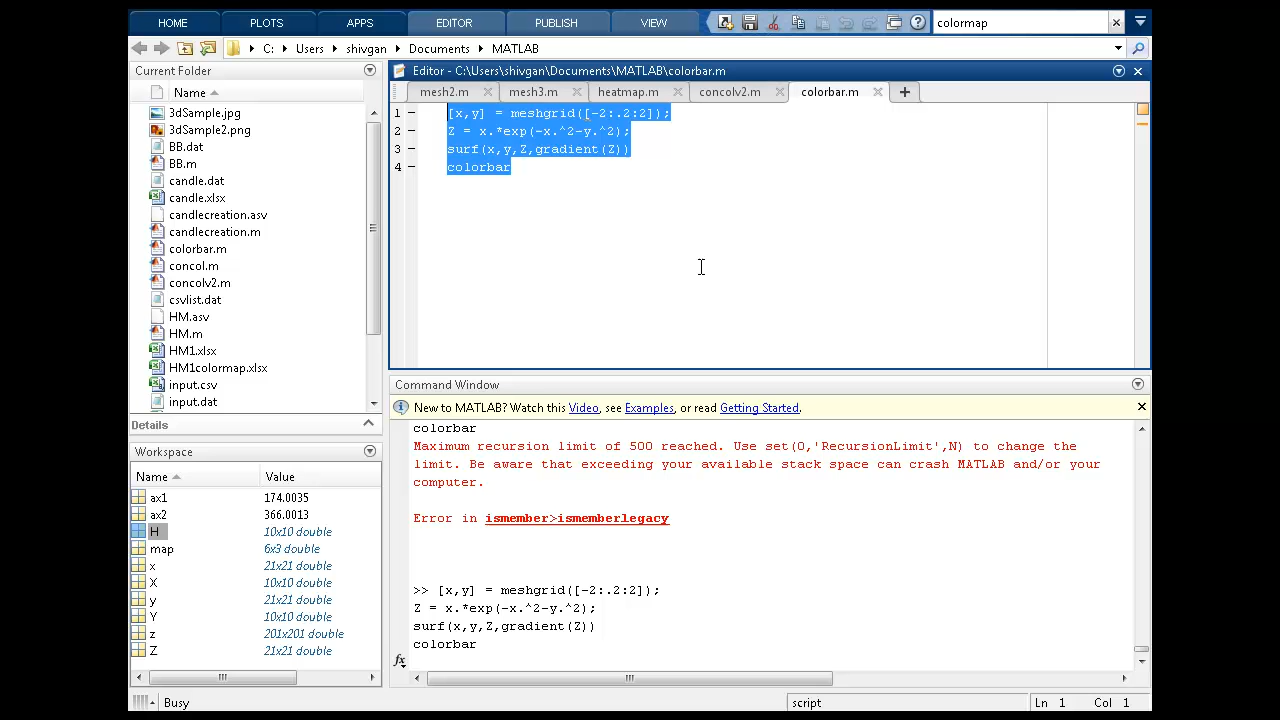 HOME PLOTS APPS EDITOR PUBLISH VIEW colormap
C: Users shivgan Documents MATLAB
Current Folder
Name
3dSample.jpg
3dSample2.png
BB.dat
BB.m
candle.dat
candle.xlsx
candlecreation.asv
candlecreation.m
colorbar.m
concol.m
concolv2.m
csvlist.dat
HM.asv
HM.m
HM1.xlsx
HM1colormap.xlsx
input.csv
input.dat
Details
Workspace
Name Value
ax1 174.0035
ax2 366.0013
H 10x10 double
map 6x3 double
x 21x21 double
X 10x10 double
y 21x21 double
Y 10x10 double
z 201x201 double
Z 21x21 double
Editor - C:\Users\shivgan\Documents\MATLAB\colorbar.m
mesh2.m mesh3.m heatmap.m concolv2.m colorbar.m
1 [x,y] = meshgrid([-2:.2:2]);
2 Z = x.*exp(-x.^2-y.^2);
3 surf(x,y,Z,gradient(Z))
4 colorbar
Command Window
New to MATLAB? Watch this Video, see Examples, or read Getting Started.
colorbar
Maximum recursion limit of 500 reached. Use set(0,'RecursionLimit',N) to change the
limit. Be aware that exceeding your available stack space can crash MATLAB and/or your
computer.
Error in ismember>ismemberlegacy
>> [x,y] = meshgrid([-2:.2:2]);
Z = x.*exp(-x.^2-y.^2);
surf(x,y,Z,gradient(Z))
colorbar
fx
Busy script Ln 1 Col 1